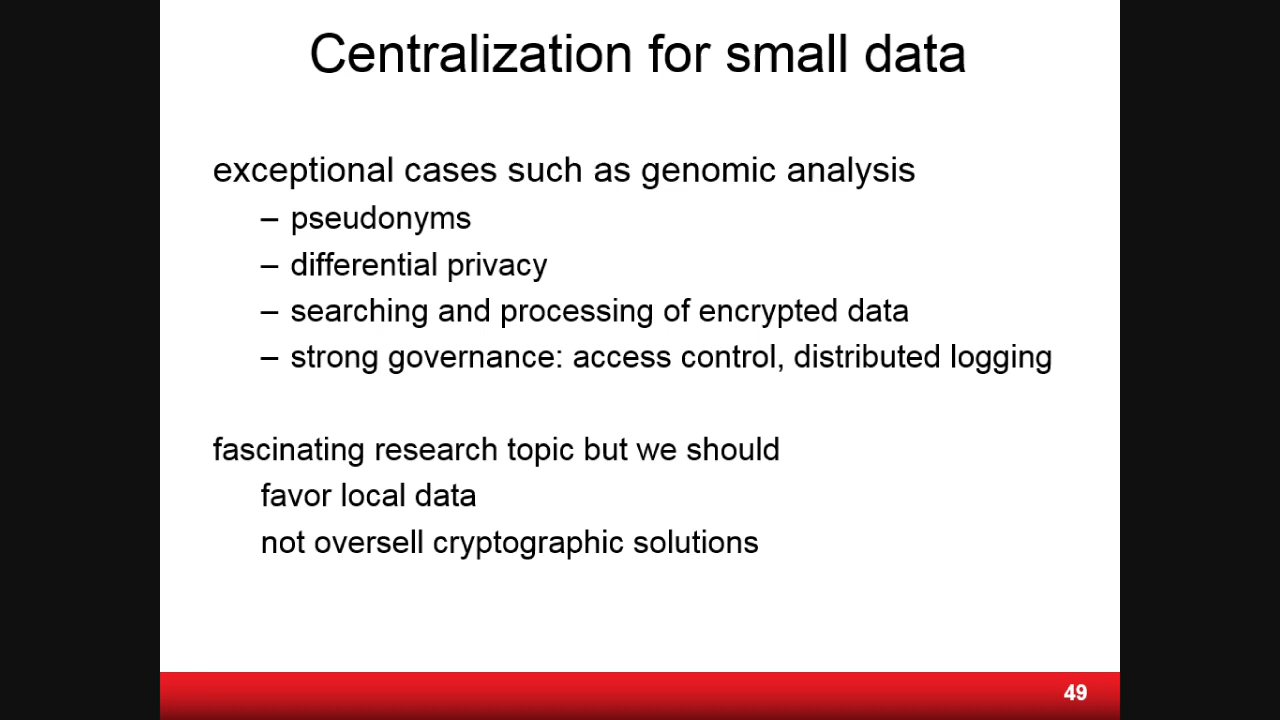 Centralization for small data
exceptional cases such as genomic analysis
– pseudonyms
– differential privacy
– searching and processing of encrypted data
– strong governance: access control, distributed logging
fascinating research topic but we should
favor local data
not oversell cryptographic solutions
49